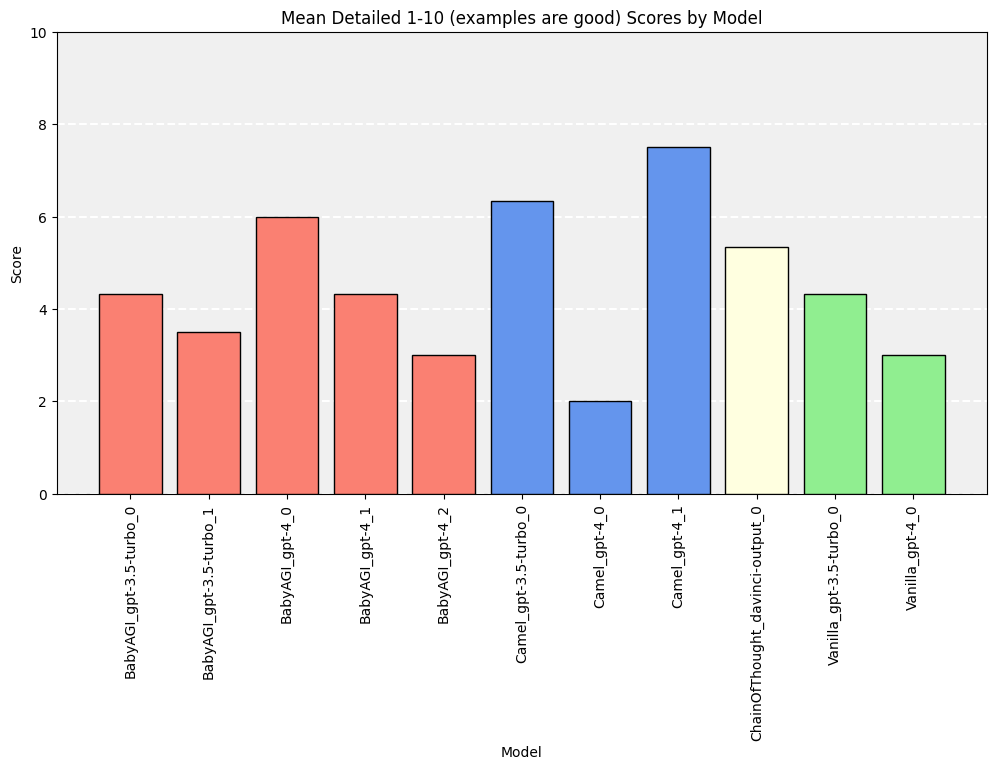 Mean Detailed 1-10 (examples are good) Scores by Model
10
8
6
4
2
0
Score
BabyAGI_gpt-3.5-turbo_0
BabyAGI_gpt-3.5-turbo_1
BabyAGI_gpt-4_0
BabyAGI_gpt-4_1
BabyAGI_gpt-4_2
Camel_gpt-3.5-turbo_0
Camel_gpt-4_0
Camel_gpt-4_1
ChainOfThought_davinci-output_0
Vanilla_gpt-3.5-turbo_0
Vanilla_gpt-4_0
Model